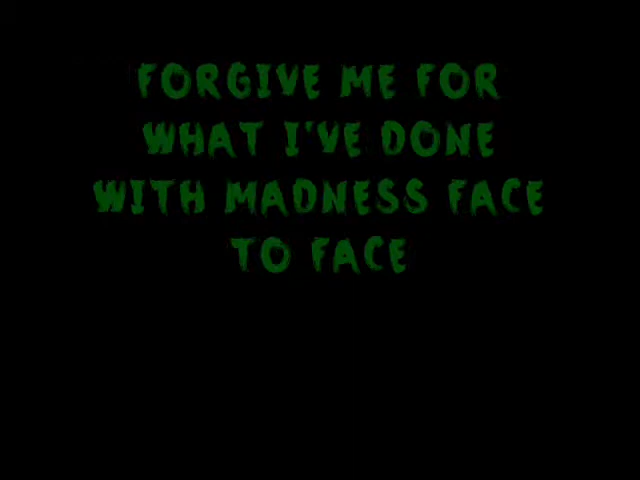 FORGIVE ME FOR
WHAT I'VE DONE
WITH MADNESS FACE
TO FACE